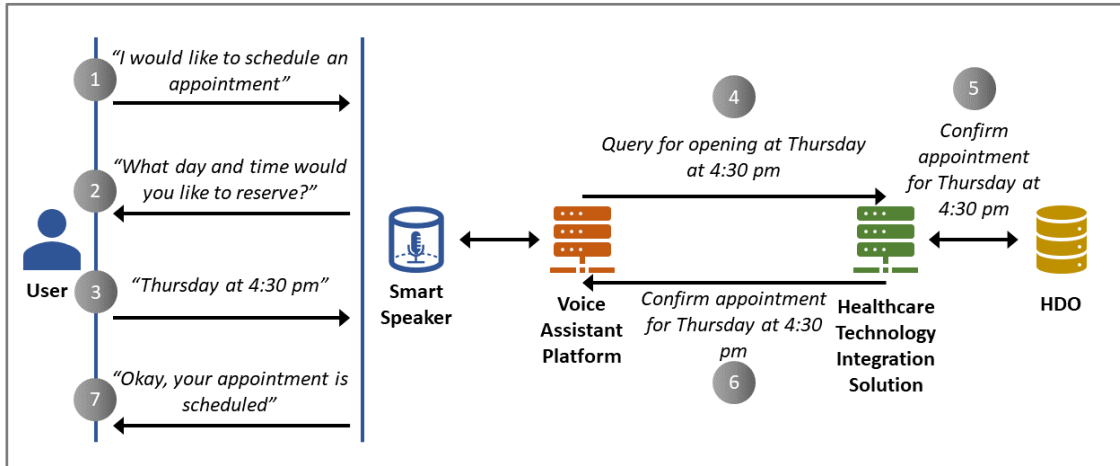 “I would like to schedule an
1
appointment”
“What day and time would
2
you like to reserve?”
User
3
“Thursday at 4:30 pm”
“Okay, your appointment is
7
scheduled”
Smart
Speaker
4
Query for opening at Thursday
at 4:30 pm
Voice
Assistant
Platform
Confirm appointment
for Thursday at 4:30
pm
6
5
Confirm
appointment
for Thursday at
4:30 pm
Healthcare
Technology
Integration
Solution
HDO